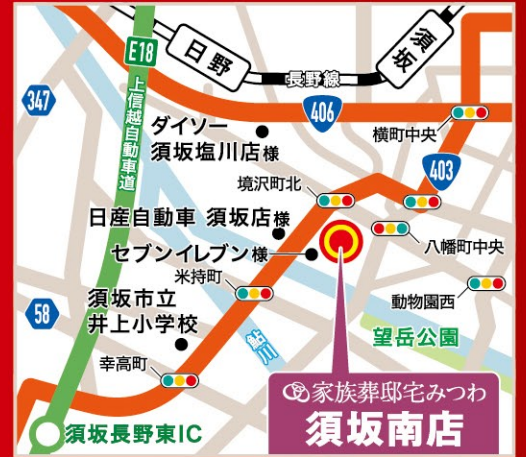 日野
須坂
長野線
E18
347
上信越自動車道
406
横町中央
ダイソー
須坂塩川店様
403
境沢町北
日産自動車 須坂店様
八幡町中央
セブンイレブン様
米持町
動物園西
58
須坂市立
井上小学校
望岳公園
鮎川
幸高町
家族葬邸宅みつわ
須坂南店
須坂長野東IC